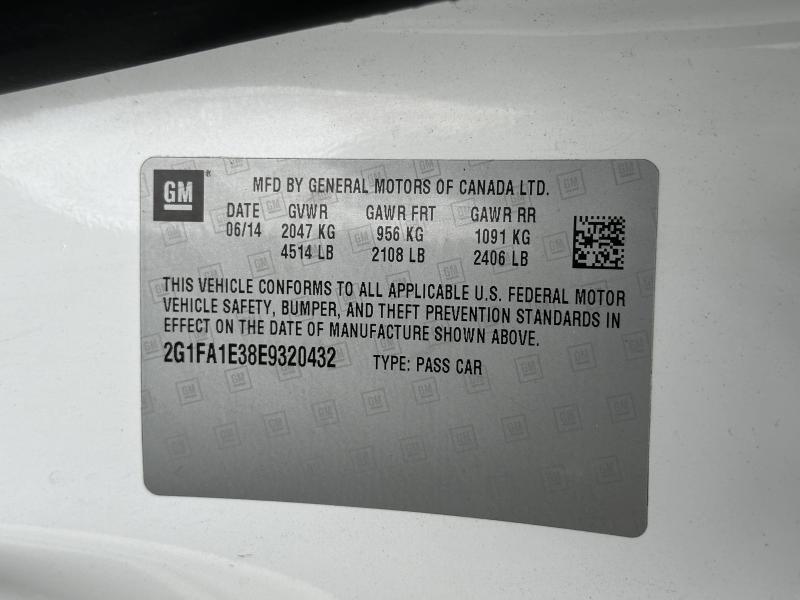 GM
MFD BY GENERAL MOTORS OF CANADA LTD.
DATE GVWR GAWR FRT GAWR RR
06/14 2047 KG 956 KG 1091 KG
4514 LB 2108 LB 2406 LB
THIS VEHICLE CONFORMS TO ALL APPLICABLE U.S. FEDERAL MOTOR
VEHICLE SAFETY, BUMPER, AND THEFT PREVENTION STANDARDS IN
EFFECT ON THE DATE OF MANUFACTURE SHOWN ABOVE.
2G1FA1E38E9320432 TYPE: PASS CAR